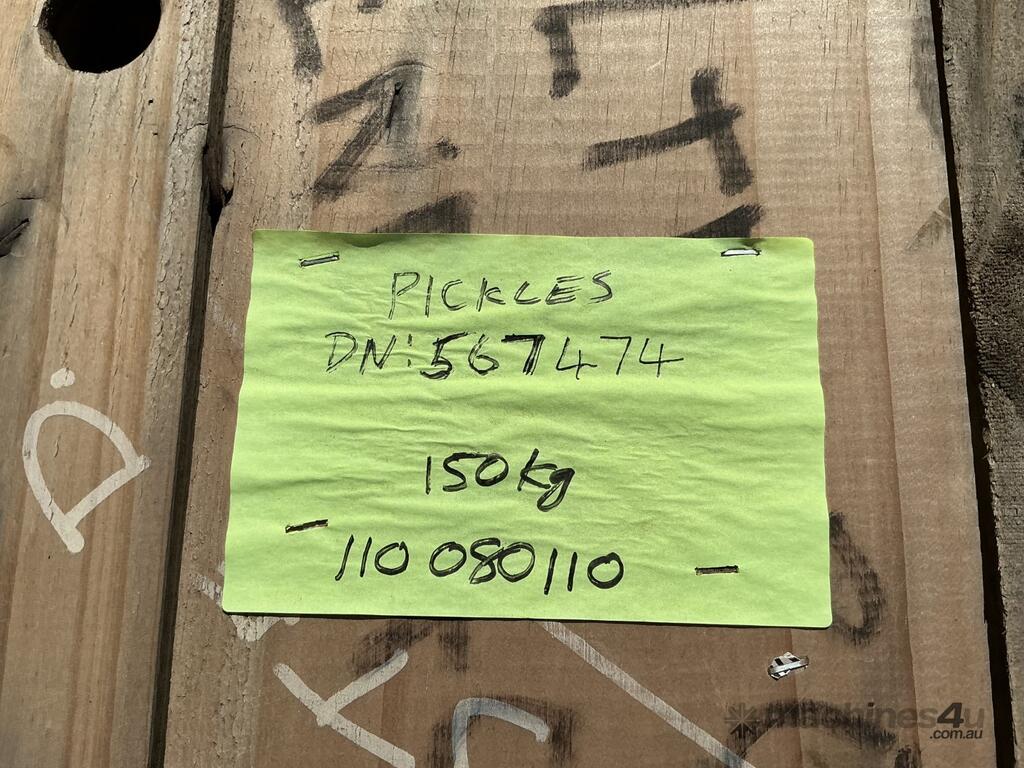 PICKLES
DN:567474
150kg
110 080110
machines4u
.com.au